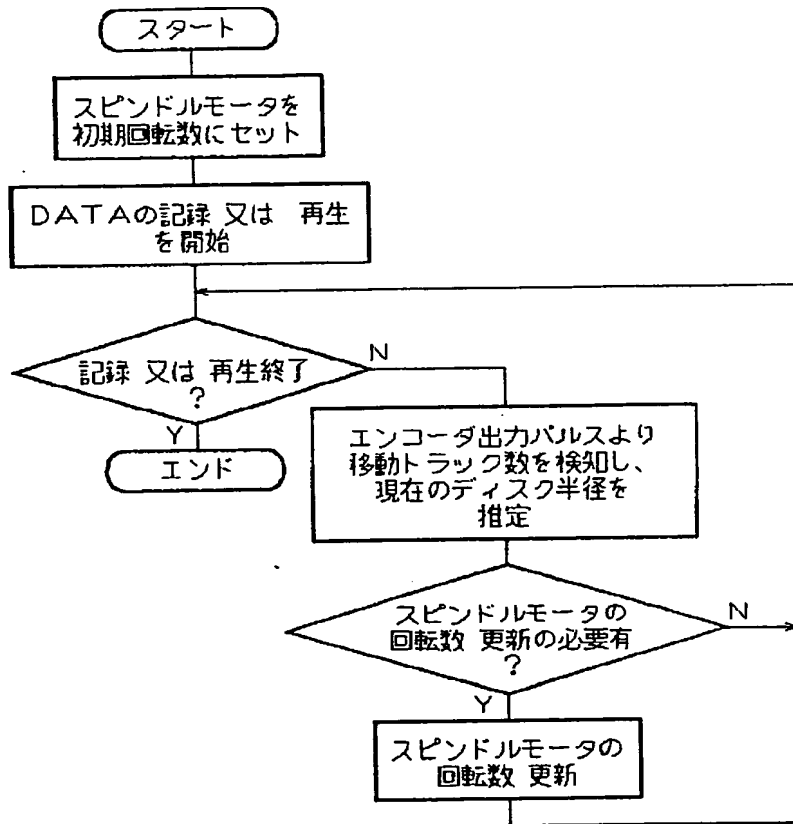 スタート
スピンドルモータを
初期回転数にセット
DATAの記録 又は 再生
を開始
記録 又は 再生終了
?
N
Y
エンド
エンコーダ出力パルスより
移動トラック数を検知し、
現在のディスク半径を
推定
スピンドルモータの
回転数 更新の必要有
?
N
Y
スピンドルモータの
回転数 更新